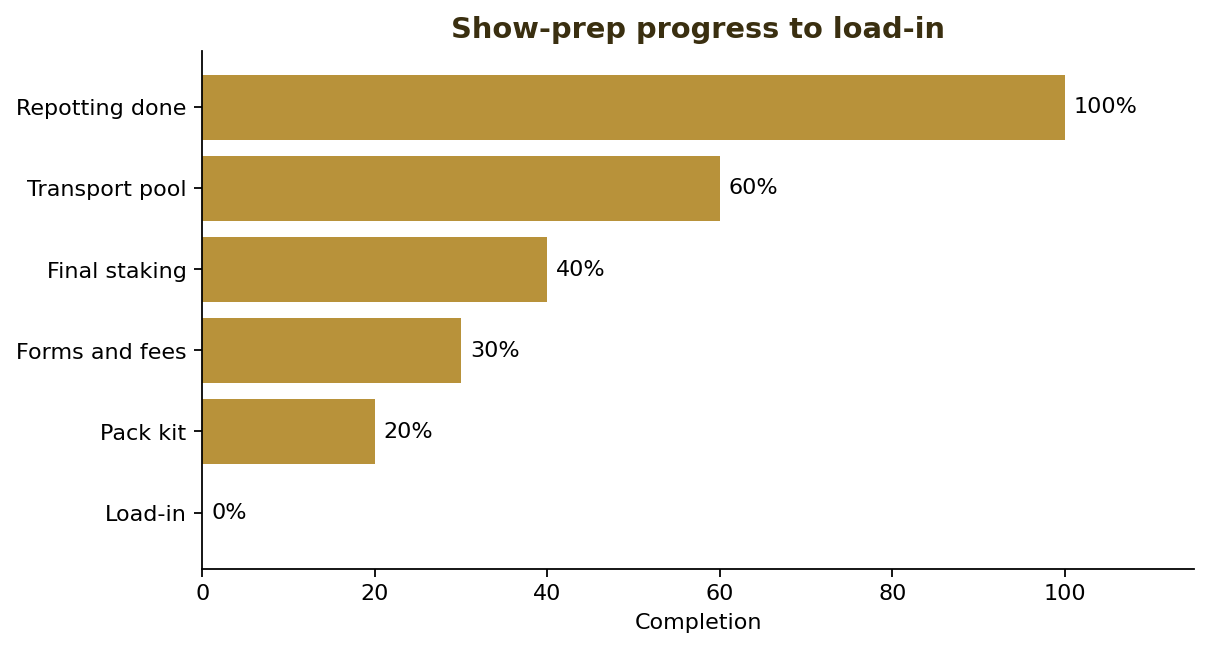 Show-prep progress to load-in
Repotting done 100%
Transport pool 60%
Final staking 40%
Forms and fees 30%
Pack kit 20%
Load-in 0%
0 20 40 60 80 100
Completion